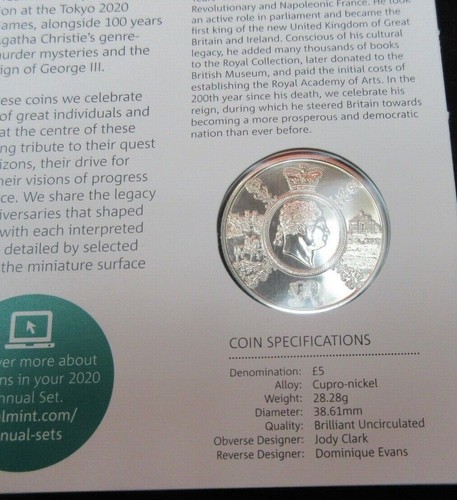 on at the Tokyo 2020
ames, alongside 100 years
gatha Christie's genre-
urder mysteries and the
ign of George III.
ese coins we celebrate
of great individuals and
at the centre of these
ng tribute to their quest
izons, their drive for
heir visions of progress
ce. We share the legacy
iversaries that shaped
with each interpreted
detailed by selected
the miniature surface
er more about
ns in your 2020
nnual Set.
lmint.com/
nual-sets
Revolutionary and Napoleonic France. He took
an active role in parliament and became the
first king of the new United Kingdom of Great
Britain and Ireland. Conscious of his cultural
legacy, he added many thousands of books
to the Royal Collection, later donated to the
British Museum, and paid the initial costs of
establishing the Royal Academy of Arts. In the
200th year since his death, we celebrate his
reign, during which he steered Britain towards
becoming a more prosperous and democratic
nation than ever before.
COIN SPECIFICATIONS
Denomination: £5
Alloy: Cupro-nickel
Weight: 28.28g
Diameter: 38.61mm
Quality: Brilliant Uncirculated
Obverse Designer: Jody Clark
Reverse Designer: Dominique Evans